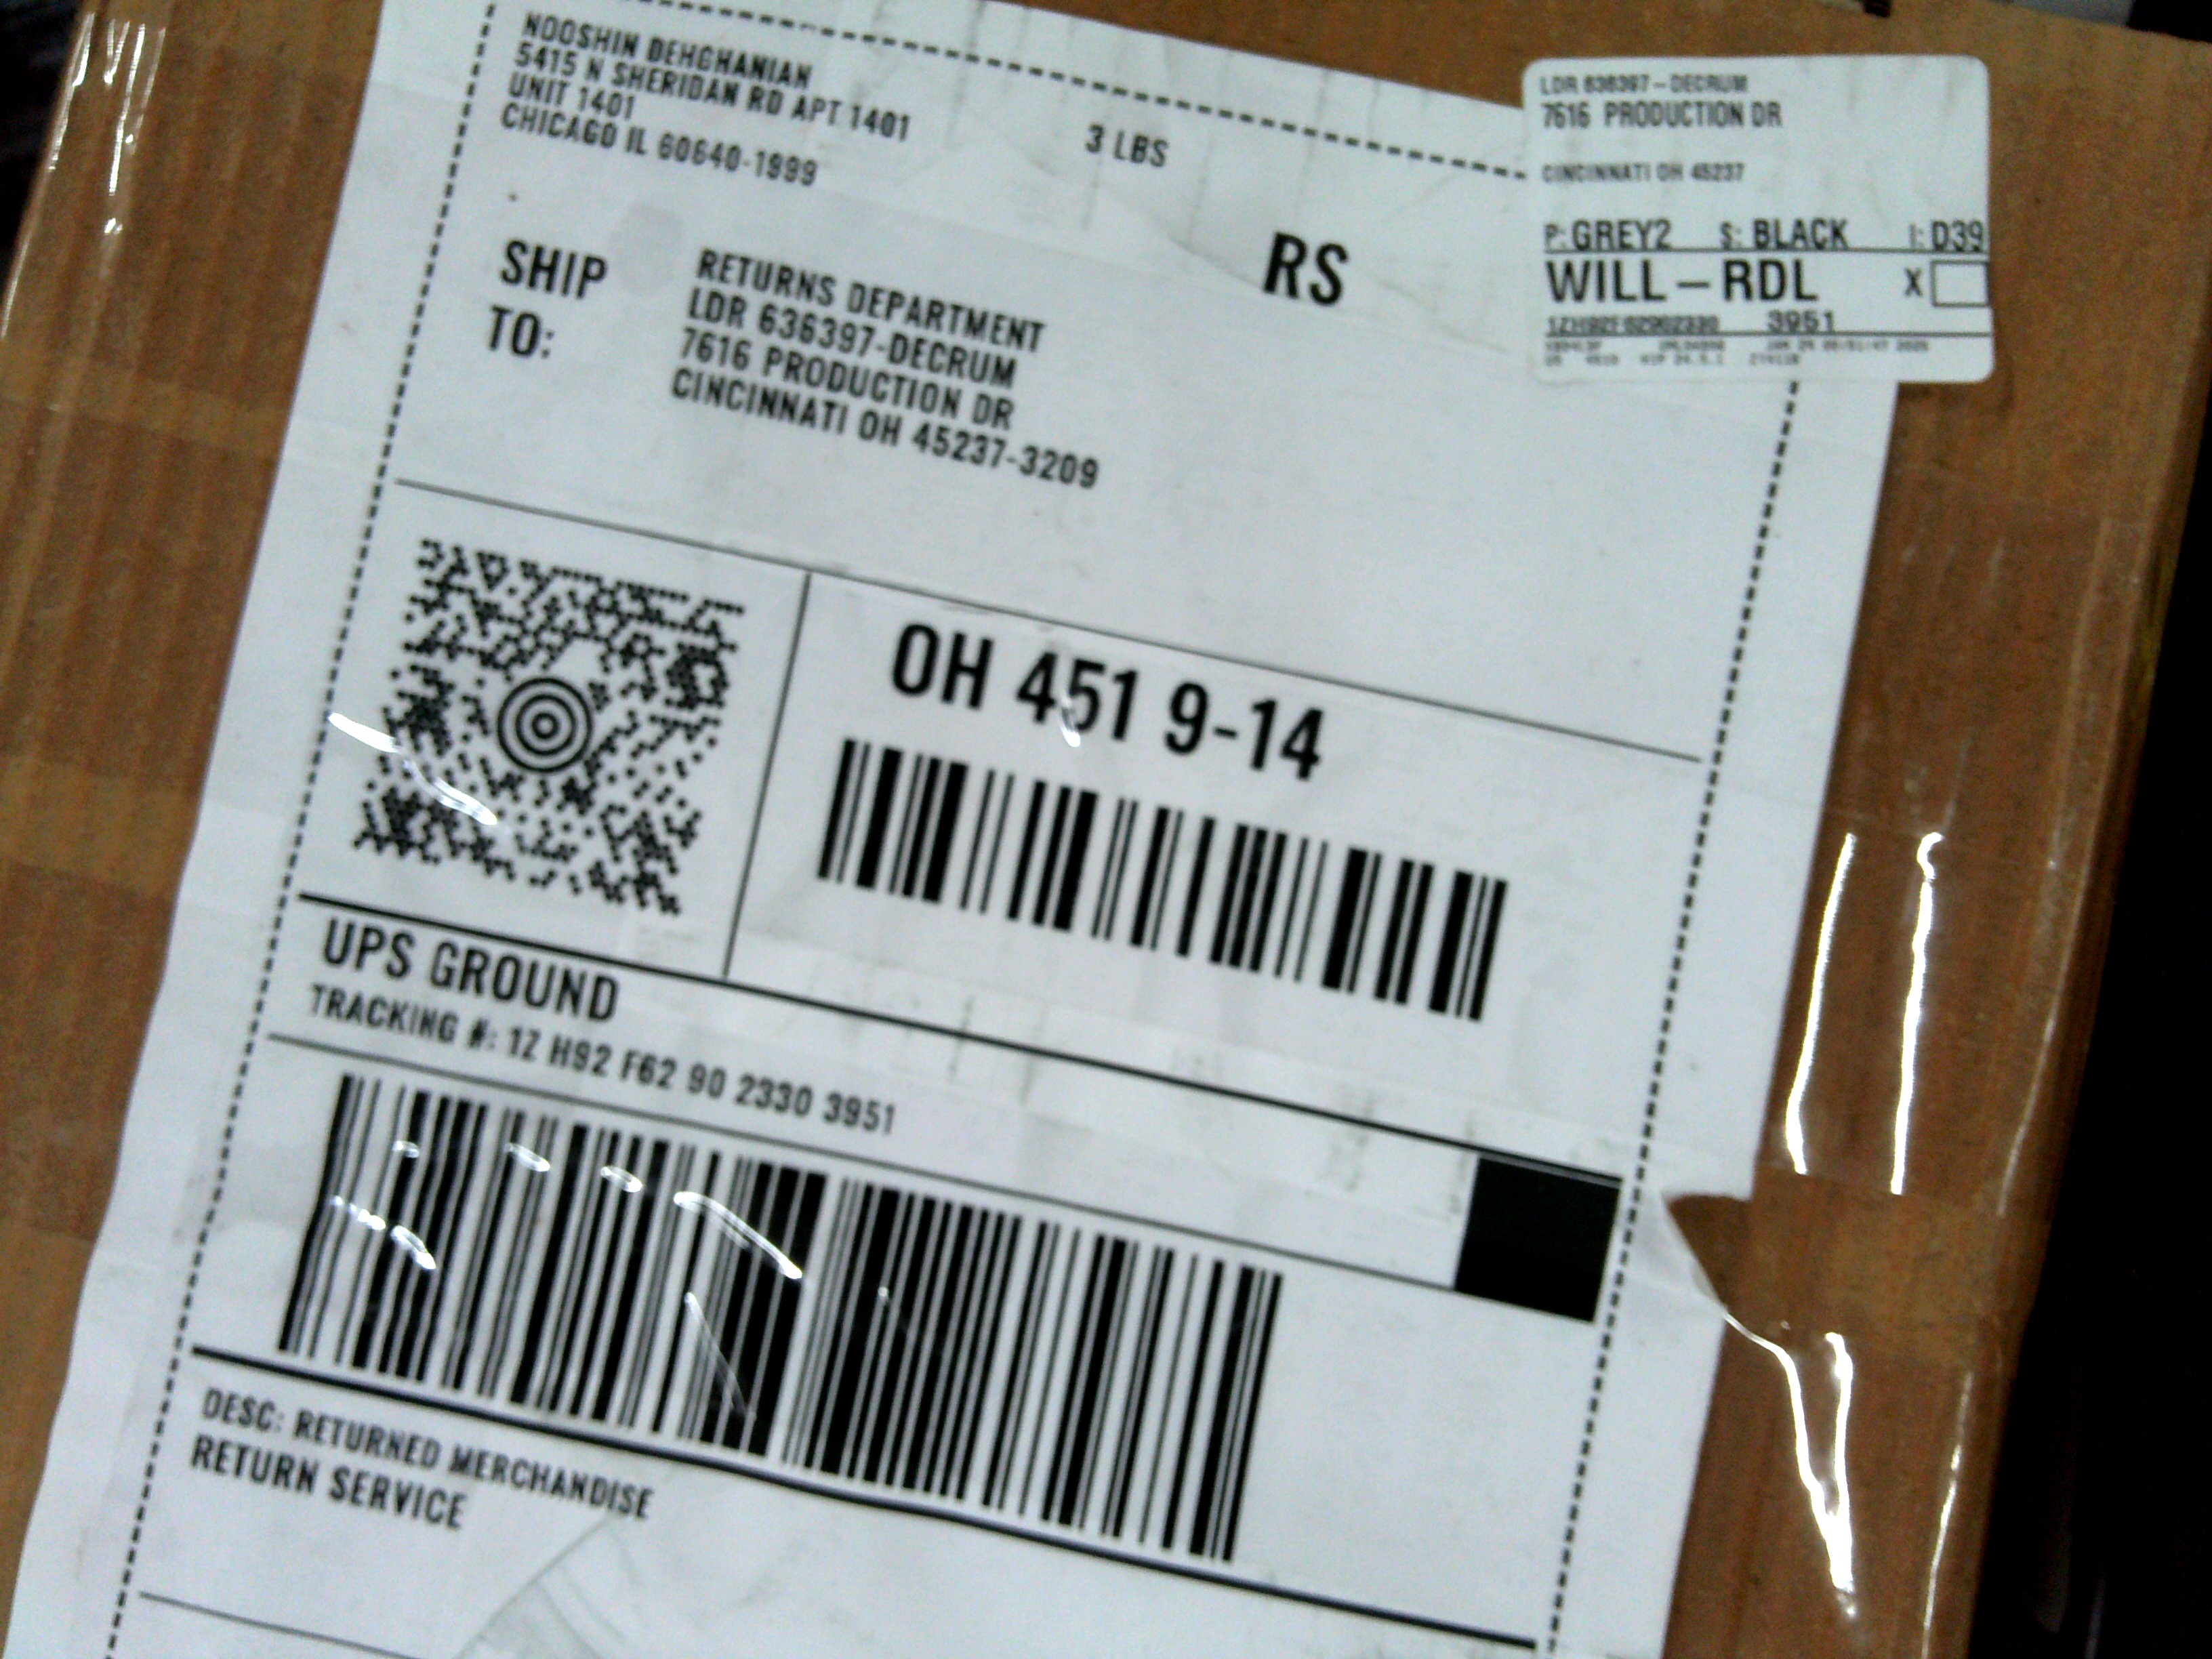 NOOSHIN DEHGHANIAN
5415 N SHERIDAN RD APT 1401
UNIT 1401
CHICAGO IL 60640-1999
3 LBS
RS
SHIP
TO:
RETURNS DEPARTMENT
LDR 636397-DECRUM
7616 PRODUCTION DR
CINCINNATI OH 45237-3209
LDR 636397-DECRUM
7616 PRODUCTION DR
CINCINNATI OH 45237
P: GREY2 S: BLACK I: D39
WILL-RDL X
1ZH92F62902330 3951
OH 451 9-14
UPS GROUND
TRACKING #: 1Z H92 F62 90 2330 3951
DESC: RETURNED MERCHANDISE
RETURN SERVICE